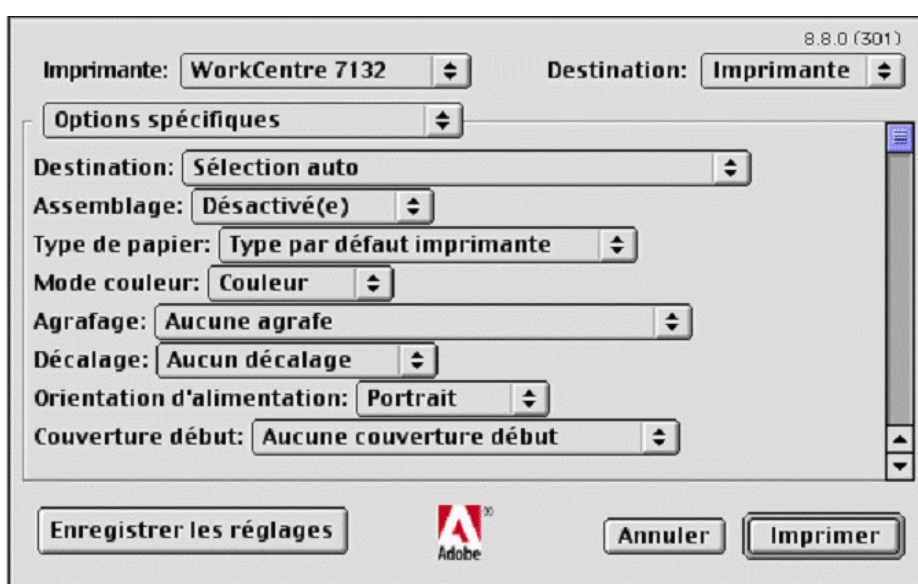 8.8.0 (301)
Imprimante: WorkCentre 7132 Destination: Imprimante
Options spécifiques
Destination: Sélection auto
Assemblage: Désactivé(e)
Type de papier: Type par défaut imprimante
Mode couleur: Couleur
Agrafage: Aucune agrafe
Décalage: Aucun décalage
Orientation d'alimentation: Portrait
Couverture début: Aucune couverture début
Enregistrer les réglages Adobe® Annuler Imprimer